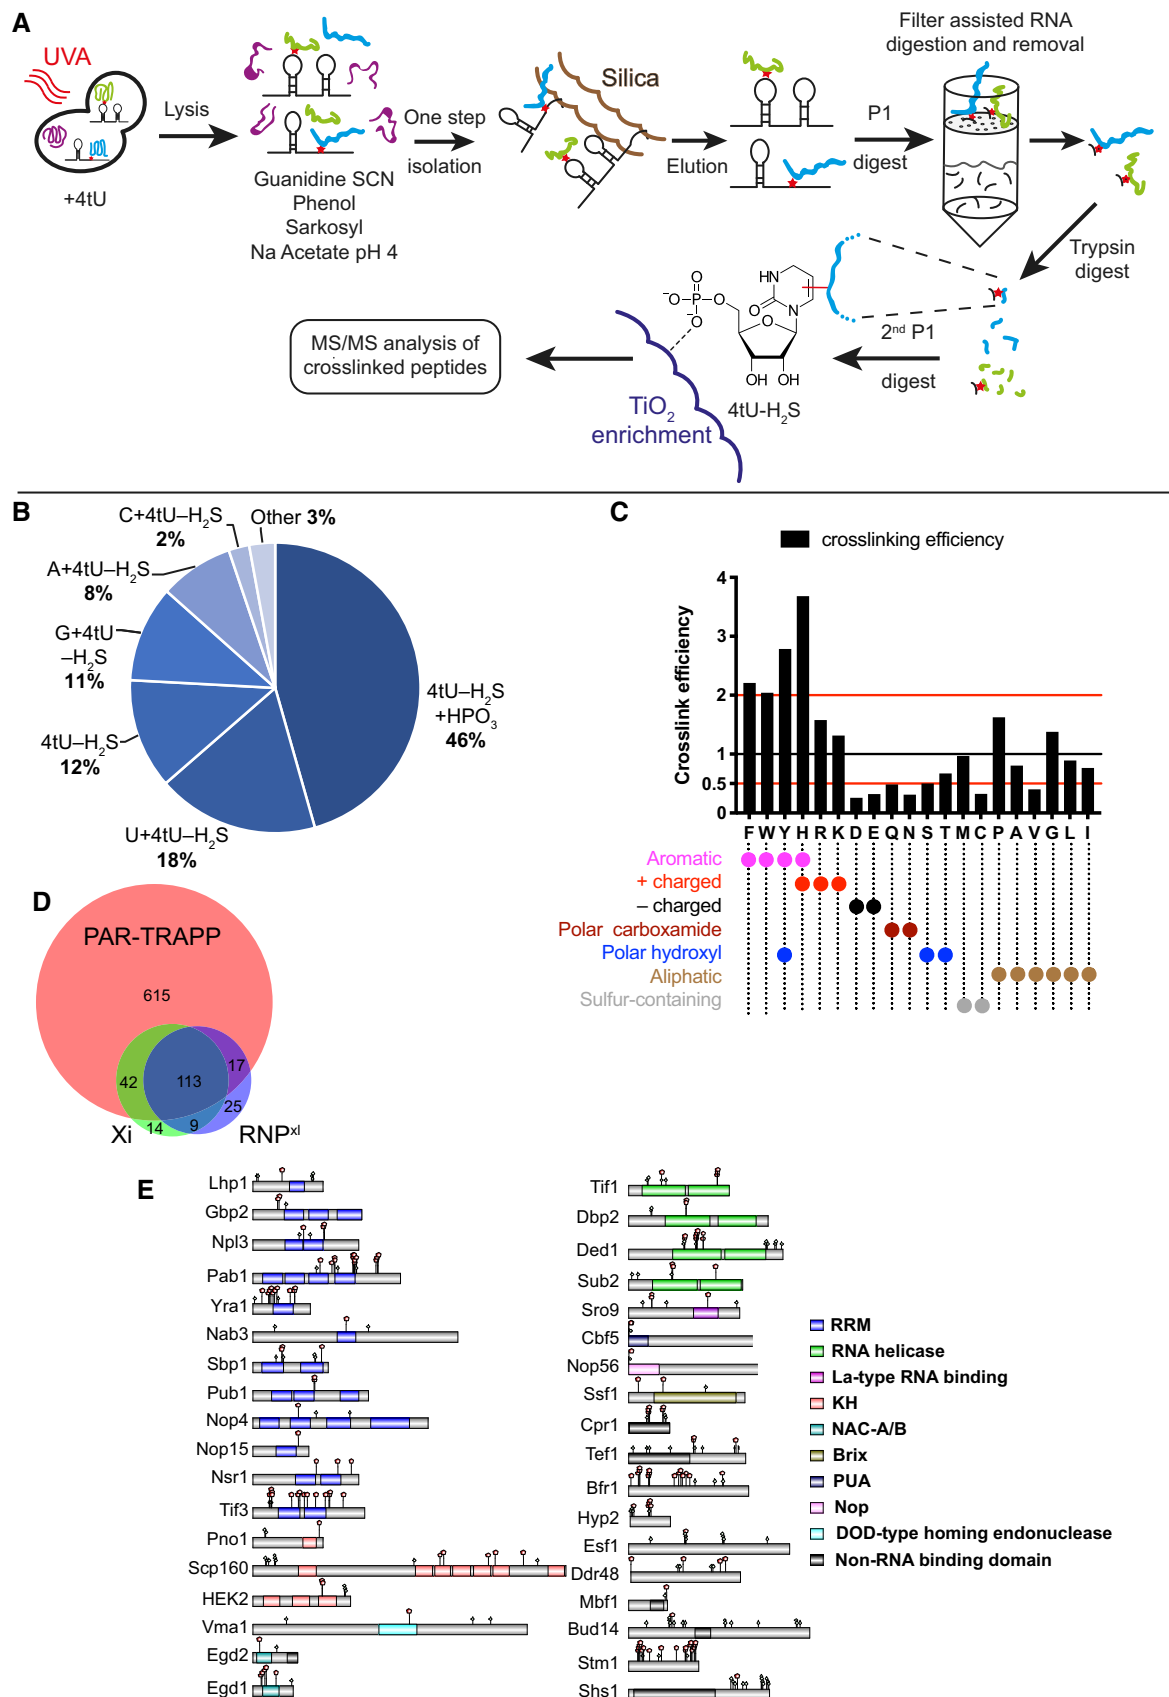 A
UVA
+4tU
Lysis
Guanidine SCN
Phenol
Sarkosyl
Na Acetate pH 4
One step
isolation
Silica
Elution
P1
digest
Filter assisted RNA
digestion and removal
Trypsin
digest
2nd P1
digest
HN
O
N
O
O
P
O
O
−
−
O
OH OH
4tU-H2S
TiO2
enrichment
MS/MS analysis of
crosslinked peptides
B
C+4tU–H2S
2%
Other 3%
A+4tU–H2S
8%
G+4tU
–H2S
11%
4tU–H2S
12%
U+4tU–H2S
18%
4tU–H2S
+HPO3
46%
C
crosslinking efficiency
Crosslink efficiency
4
3
2
1
0.5
0
F W Y H R K D E Q N S T M C P A V G L I
Aromatic
+ charged
– charged
Polar carboxamide
Polar hydroxyl
Aliphatic
Sulfur-containing
D
PAR-TRAPP
615
42
113
17
25
14
9
Xi
RNPxl
E
Lhp1
Gbp2
Npl3
Pab1
Yra1
Nab3
Sbp1
Pub1
Nop4
Nop15
Nsr1
Tif3
Pno1
Scp160
HEK2
Vma1
Egd2
Egd1
Tif1
Dbp2
Ded1
Sub2
Sro9
Cbf5
Nop56
Ssf1
Cpr1
Tef1
Bfr1
Hyp2
Esf1
Ddr48
Mbf1
Bud14
Stm1
Shs1
RRM
RNA helicase
La-type RNA binding
KH
NAC-A/B
Brix
PUA
Nop
DOD-type homing endonuclease
Non-RNA binding domain